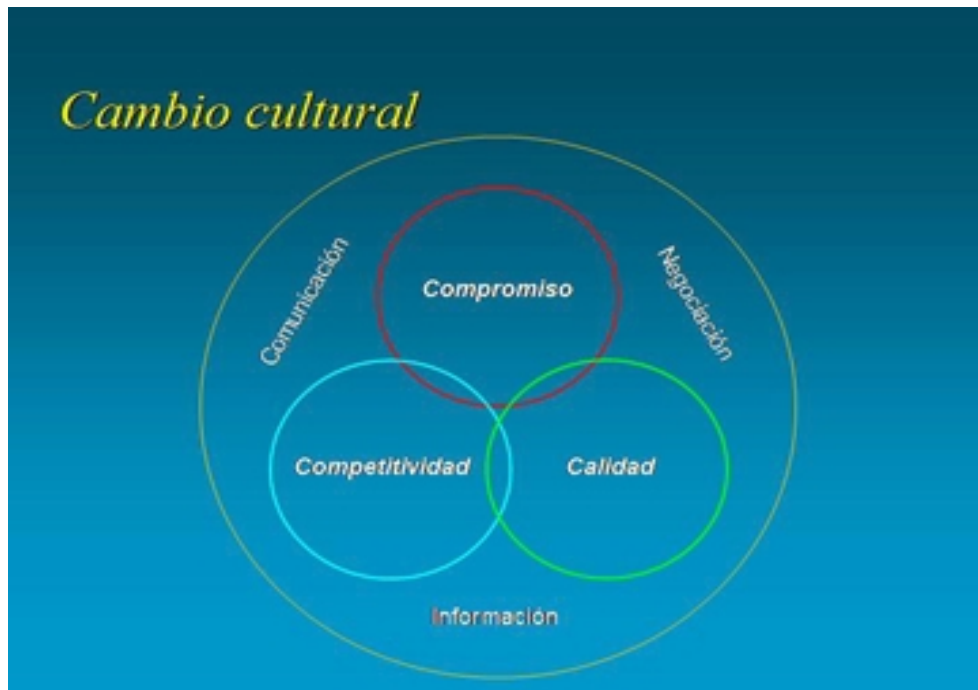 Cambio cultural
Comunicación
Negociación
Compromiso
Competitividad
Calidad
Información